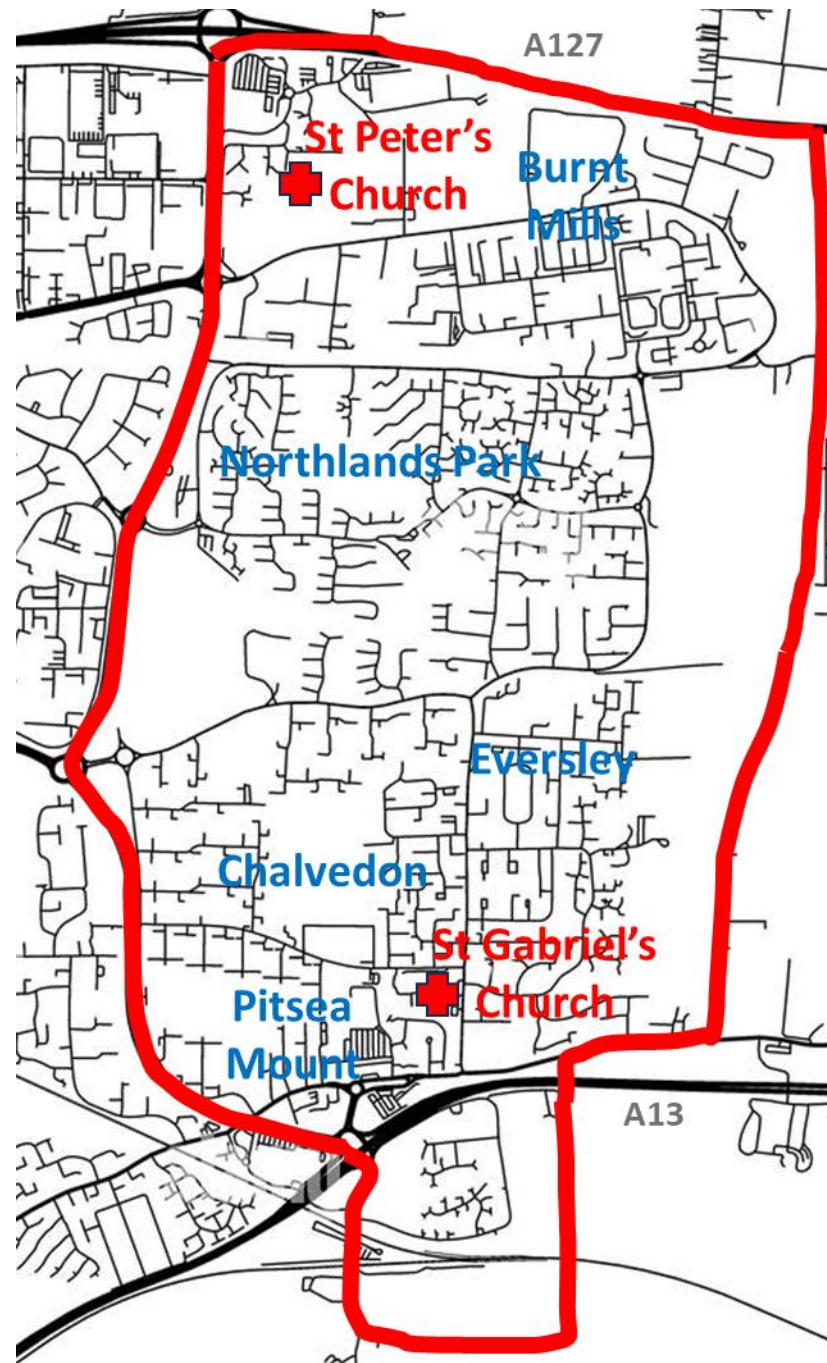 A127
St Peter's
Church
Burnt
Mills
Northlands Park
Eversley
Chalvedon
St Gabriel's
Church
Pitsea
Mount
A13